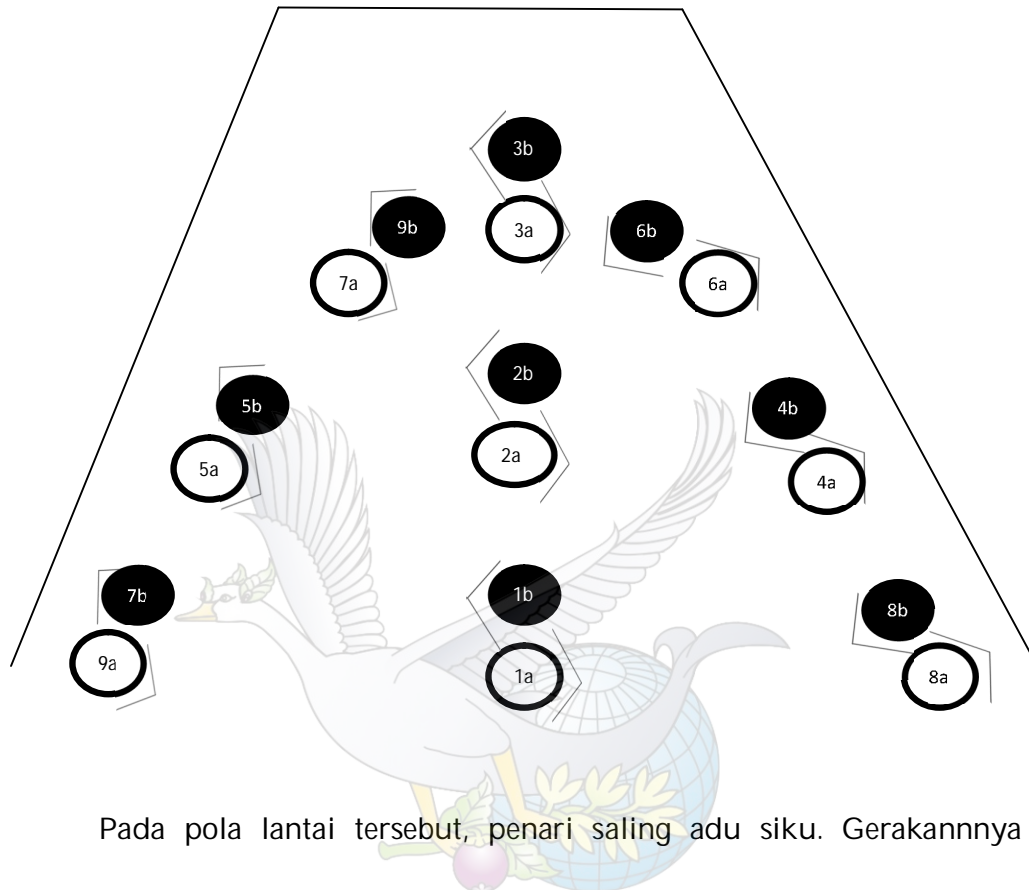 3b
9b
3a
6b
7a
6a
2b
5b
4b
2a
5a
4a
7b
1b
8b
9a
1a
8a
Pada pola lantai tersebut, penari saling adu siku. Gerakannnya